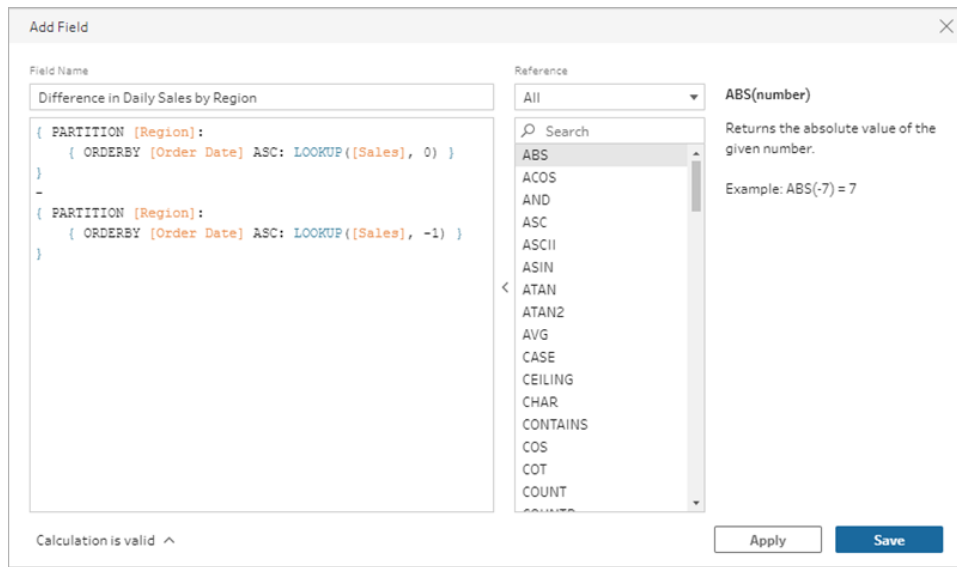 Add Field
Field Name
Difference in Daily Sales by Region
{ PARTITION [Region]:
{ ORDERBY [Order Date] ASC: LOOKUP([Sales], 0) }
}
-
{ PARTITION [Region]:
{ ORDERBY [Order Date] ASC: LOOKUP([Sales], -1) }
}
Reference
All
Search
ABS
ACOS
AND
ASC
ASCII
ASIN
ATAN
ATAN2
AVG
CASE
CEILING
CHAR
CONTAINS
COS
COT
COUNT
ABS(number)
Returns the absolute value of the
given number.
Example: ABS(-7) = 7
Calculation is valid
Apply
Save